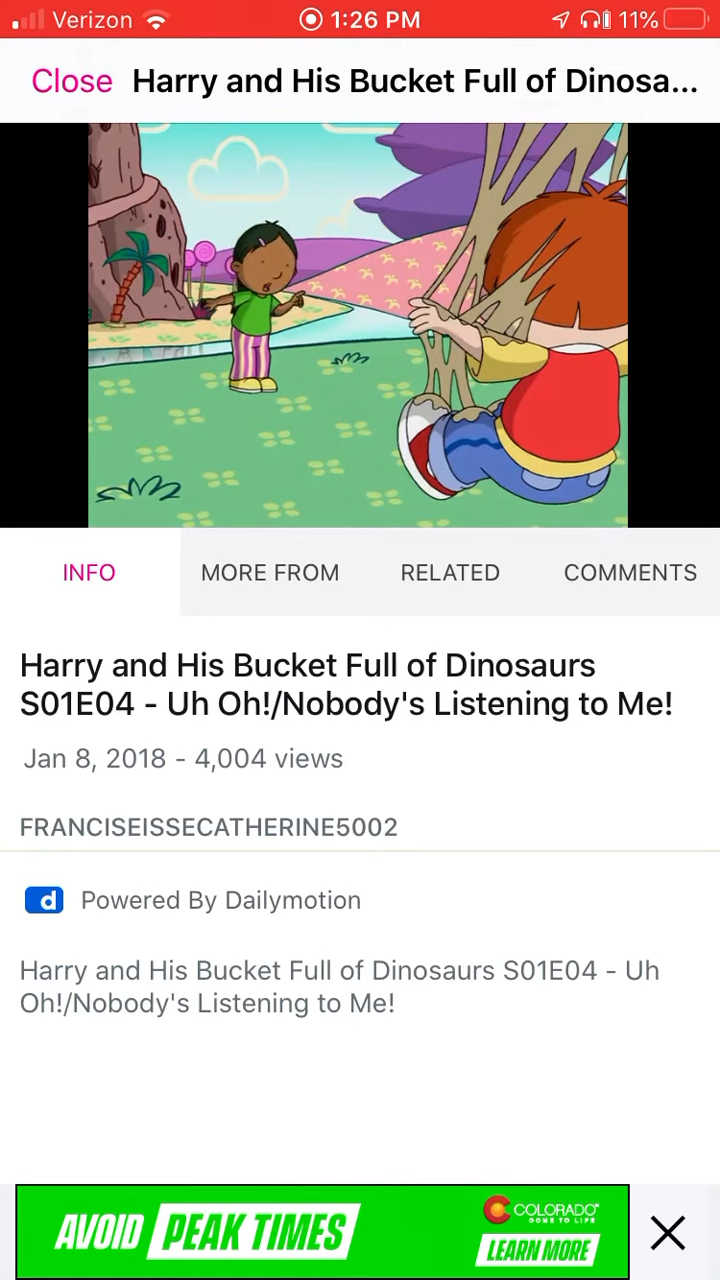 Verizon 1:26 PM 11%
Close Harry and His Bucket Full of Dinosa...
INFO MORE FROM RELATED COMMENTS
Harry and His Bucket Full of Dinosaurs
S01E04 - Uh Oh!/Nobody's Listening to Me!
Jan 8, 2018 - 4,004 views
FRANCISEISSECATHERINE5002
d Powered By Dailymotion
Harry and His Bucket Full of Dinosaurs S01E04 - Uh
Oh!/Nobody's Listening to Me!
AVOID PEAK TIMES
C COLORADO
COME TO LIFE
LEARN MORE